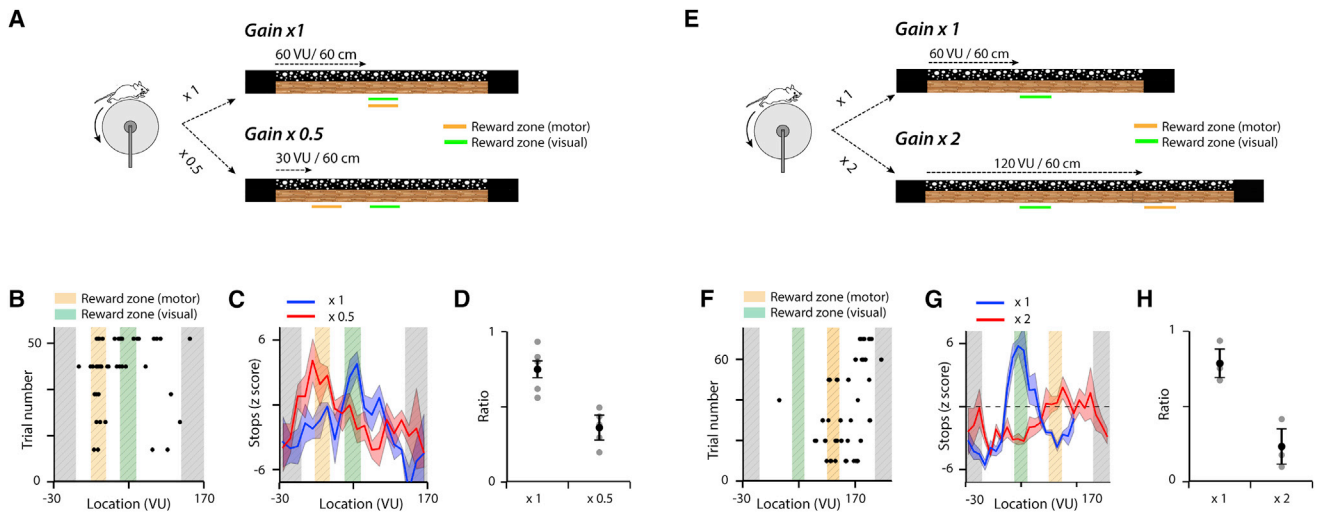 A
Gain x1
60 VU/ 60 cm
x 1
x 0.5
Reward zone (motor)
Reward zone (visual)
Gain x 0.5
30 VU / 60 cm
E
Gain x 1
60 VU / 60 cm
x 1
x 2
Reward zone (motor)
Reward zone (visual)
Gain x 2
120 VU / 60 cm
B
Reward zone (motor)
Reward zone (visual)
50
0
Trial number
-30
170
Location (VU)
C
x 1
x 0.5
6
-6
Stops (z score)
-30
170
Location (VU)
D
1
0
Ratio
x 1
x 0.5
F
Reward zone (motor)
Reward zone (visual)
60
0
Trial number
-30
170
Location (VU)
G
x 1
x 2
6
-6
Stops (z score)
-30
170
Location (VU)
H
1
0
Ratio
x 1
x 2